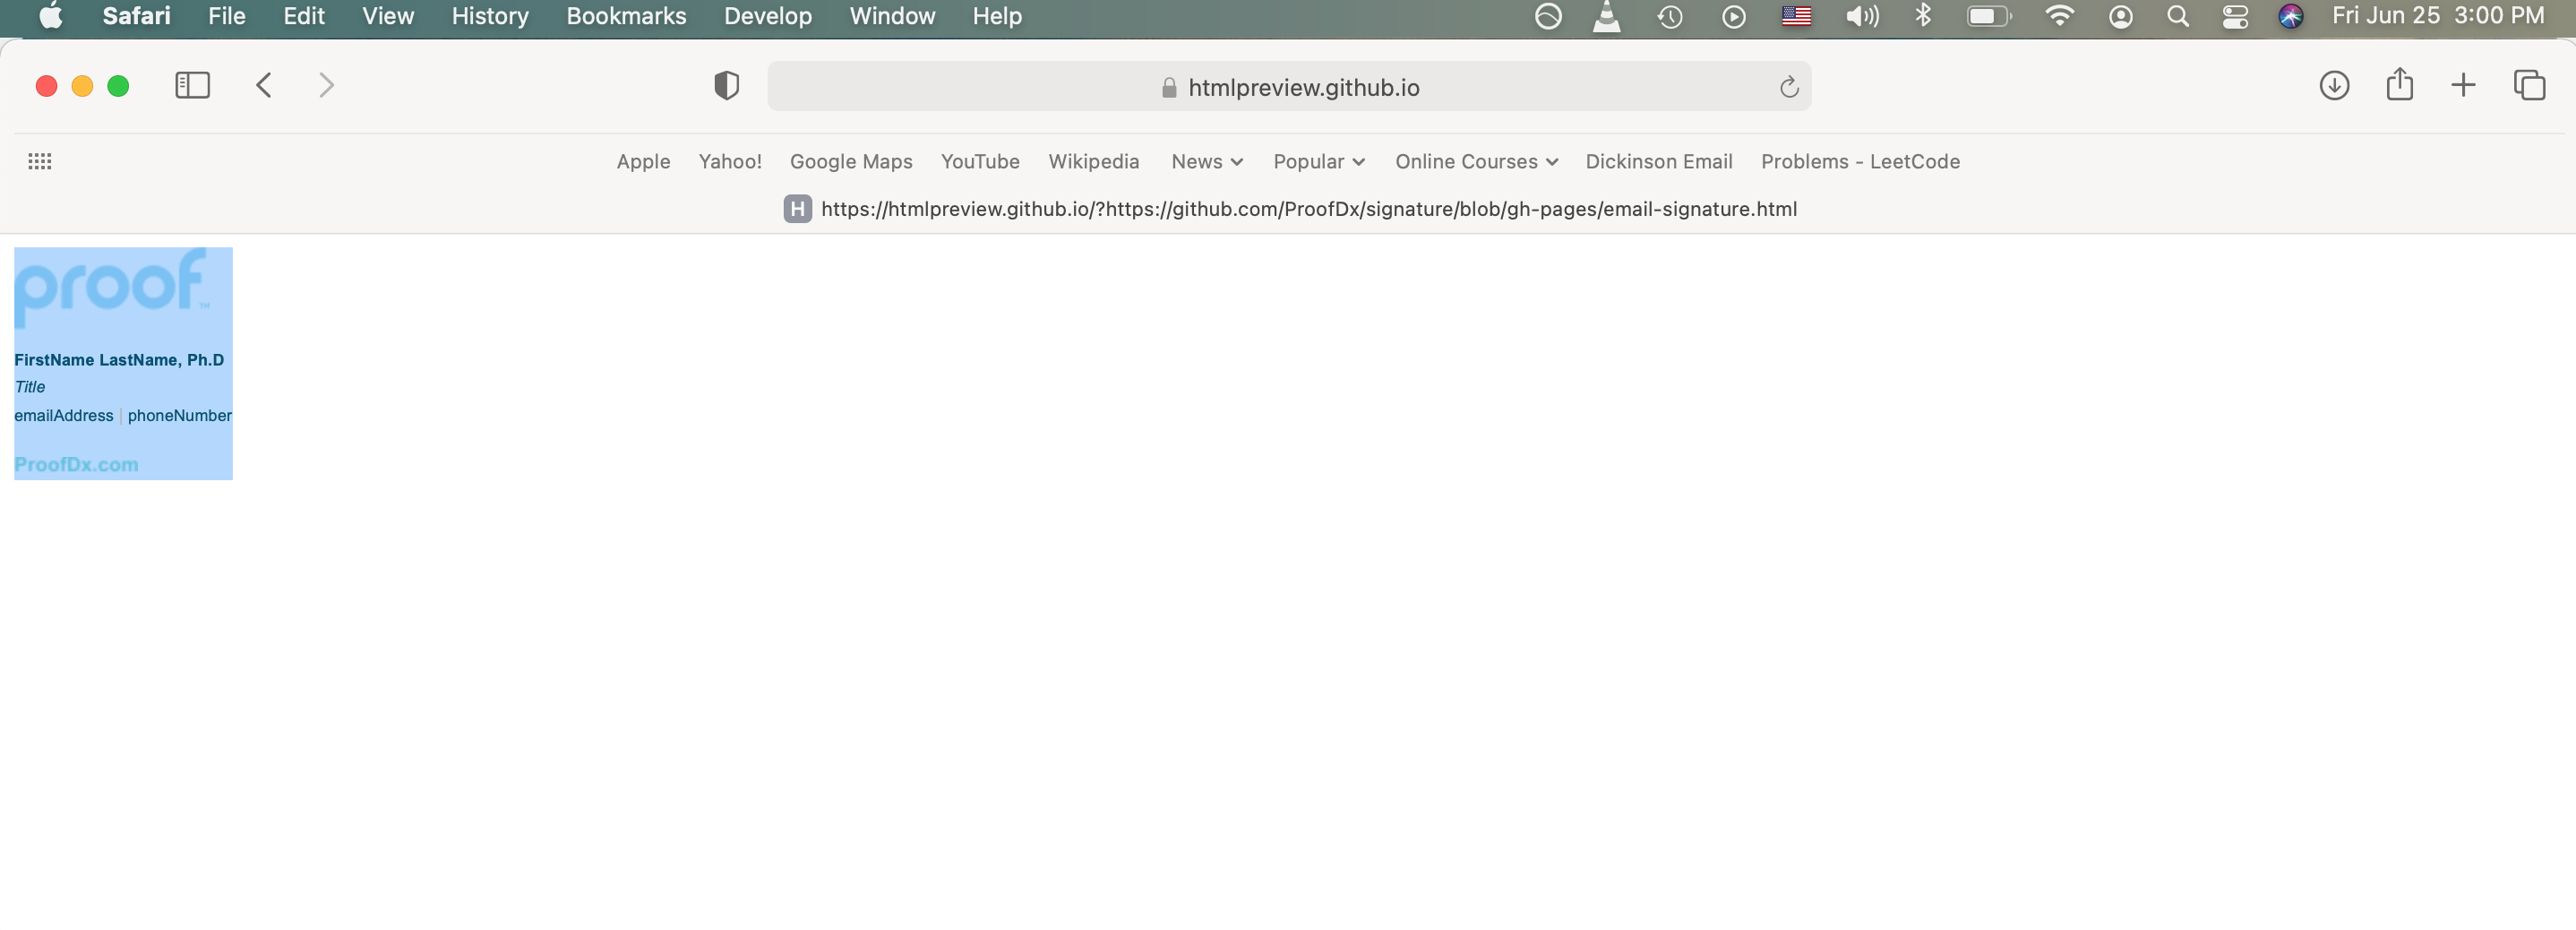 Safari File Edit View History Bookmarks Develop Window Help Fri Jun 25 3:00 PM
htmlpreview.github.io
Apple Yahoo! Google Maps YouTube Wikipedia News Popular Online Courses Dickinson Email Problems - LeetCode
H https://htmlpreview.github.io/?https://github.com/ProofDx/signature/blob/gh-pages/email-signature.html
proof™
FirstName LastName, Ph.D
Title
emailAddress | phoneNumber
ProofDx.com